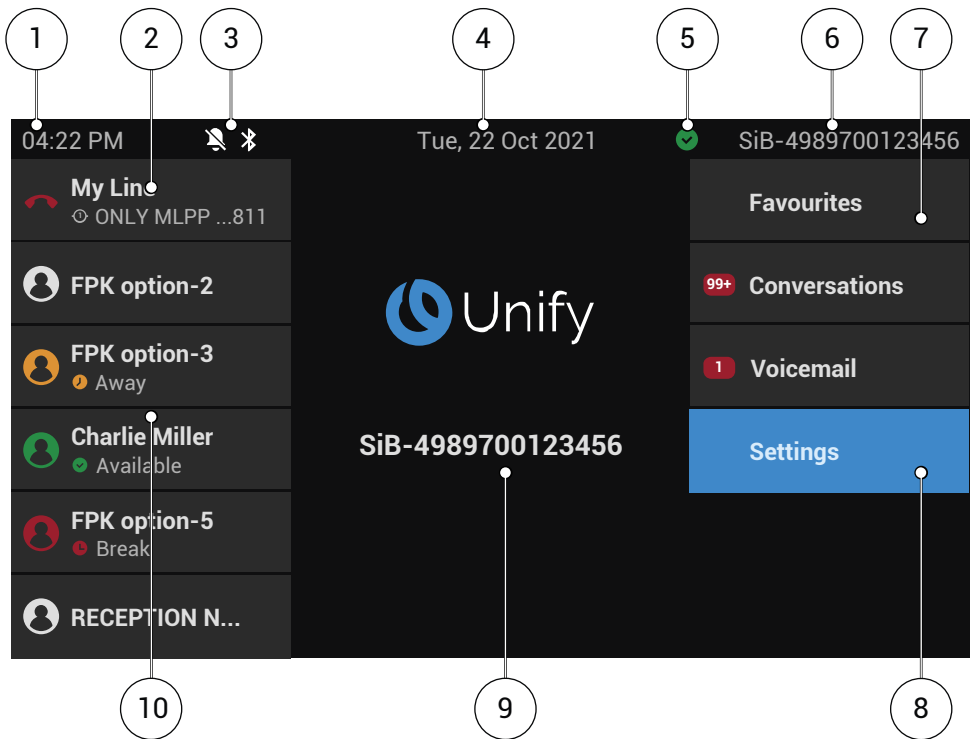 1 2 3 4 5 6 7
04:22 PM Tue, 22 Oct 2021 SiB-4989700123456
My Line
ONLY MLPP ...811
FPK option-2
FPK option-3
Away
Charlie Miller
Available
FPK option-5
Break
RECEPTION N...
Unify
SiB-4989700123456
Favourites
99+ Conversations
1 Voicemail
Settings
10 9 8